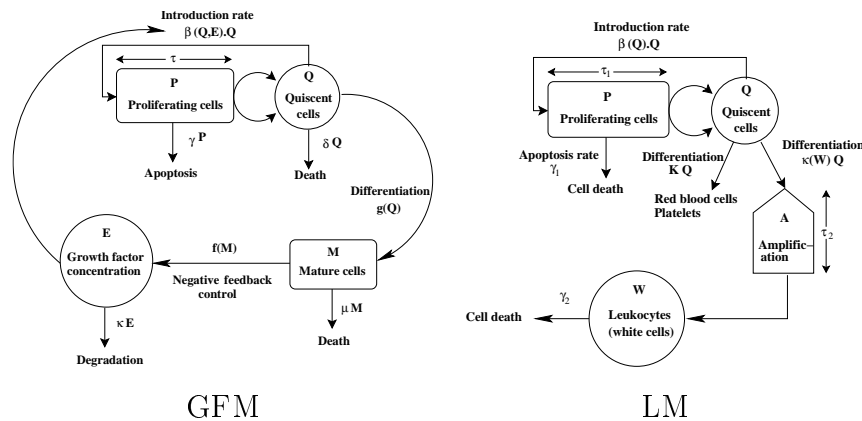 Introduction rate
β(Q,E).Q
τ
P
Proliferating cells
Q
Quiscent
cells
γ P
Apoptosis
δ Q
Death
Differentiation
g(Q)
E
Growth factor
concentration
f(M)
Negative feedback
control
M
Mature cells
κ E
Degradation
μ M
Death
GFM
Introduction rate
β(Q).Q
τ1
P
Proliferating cells
Q
Quiscent
cells
Apoptosis rate
γ1
Cell death
Differentiation
K Q
Red blood cells
Platelets
Differentiation
κ(W) Q
A
Amplific-
ation
τ2
W
Leukocytes
(white cells)
γ2
Cell death
LM